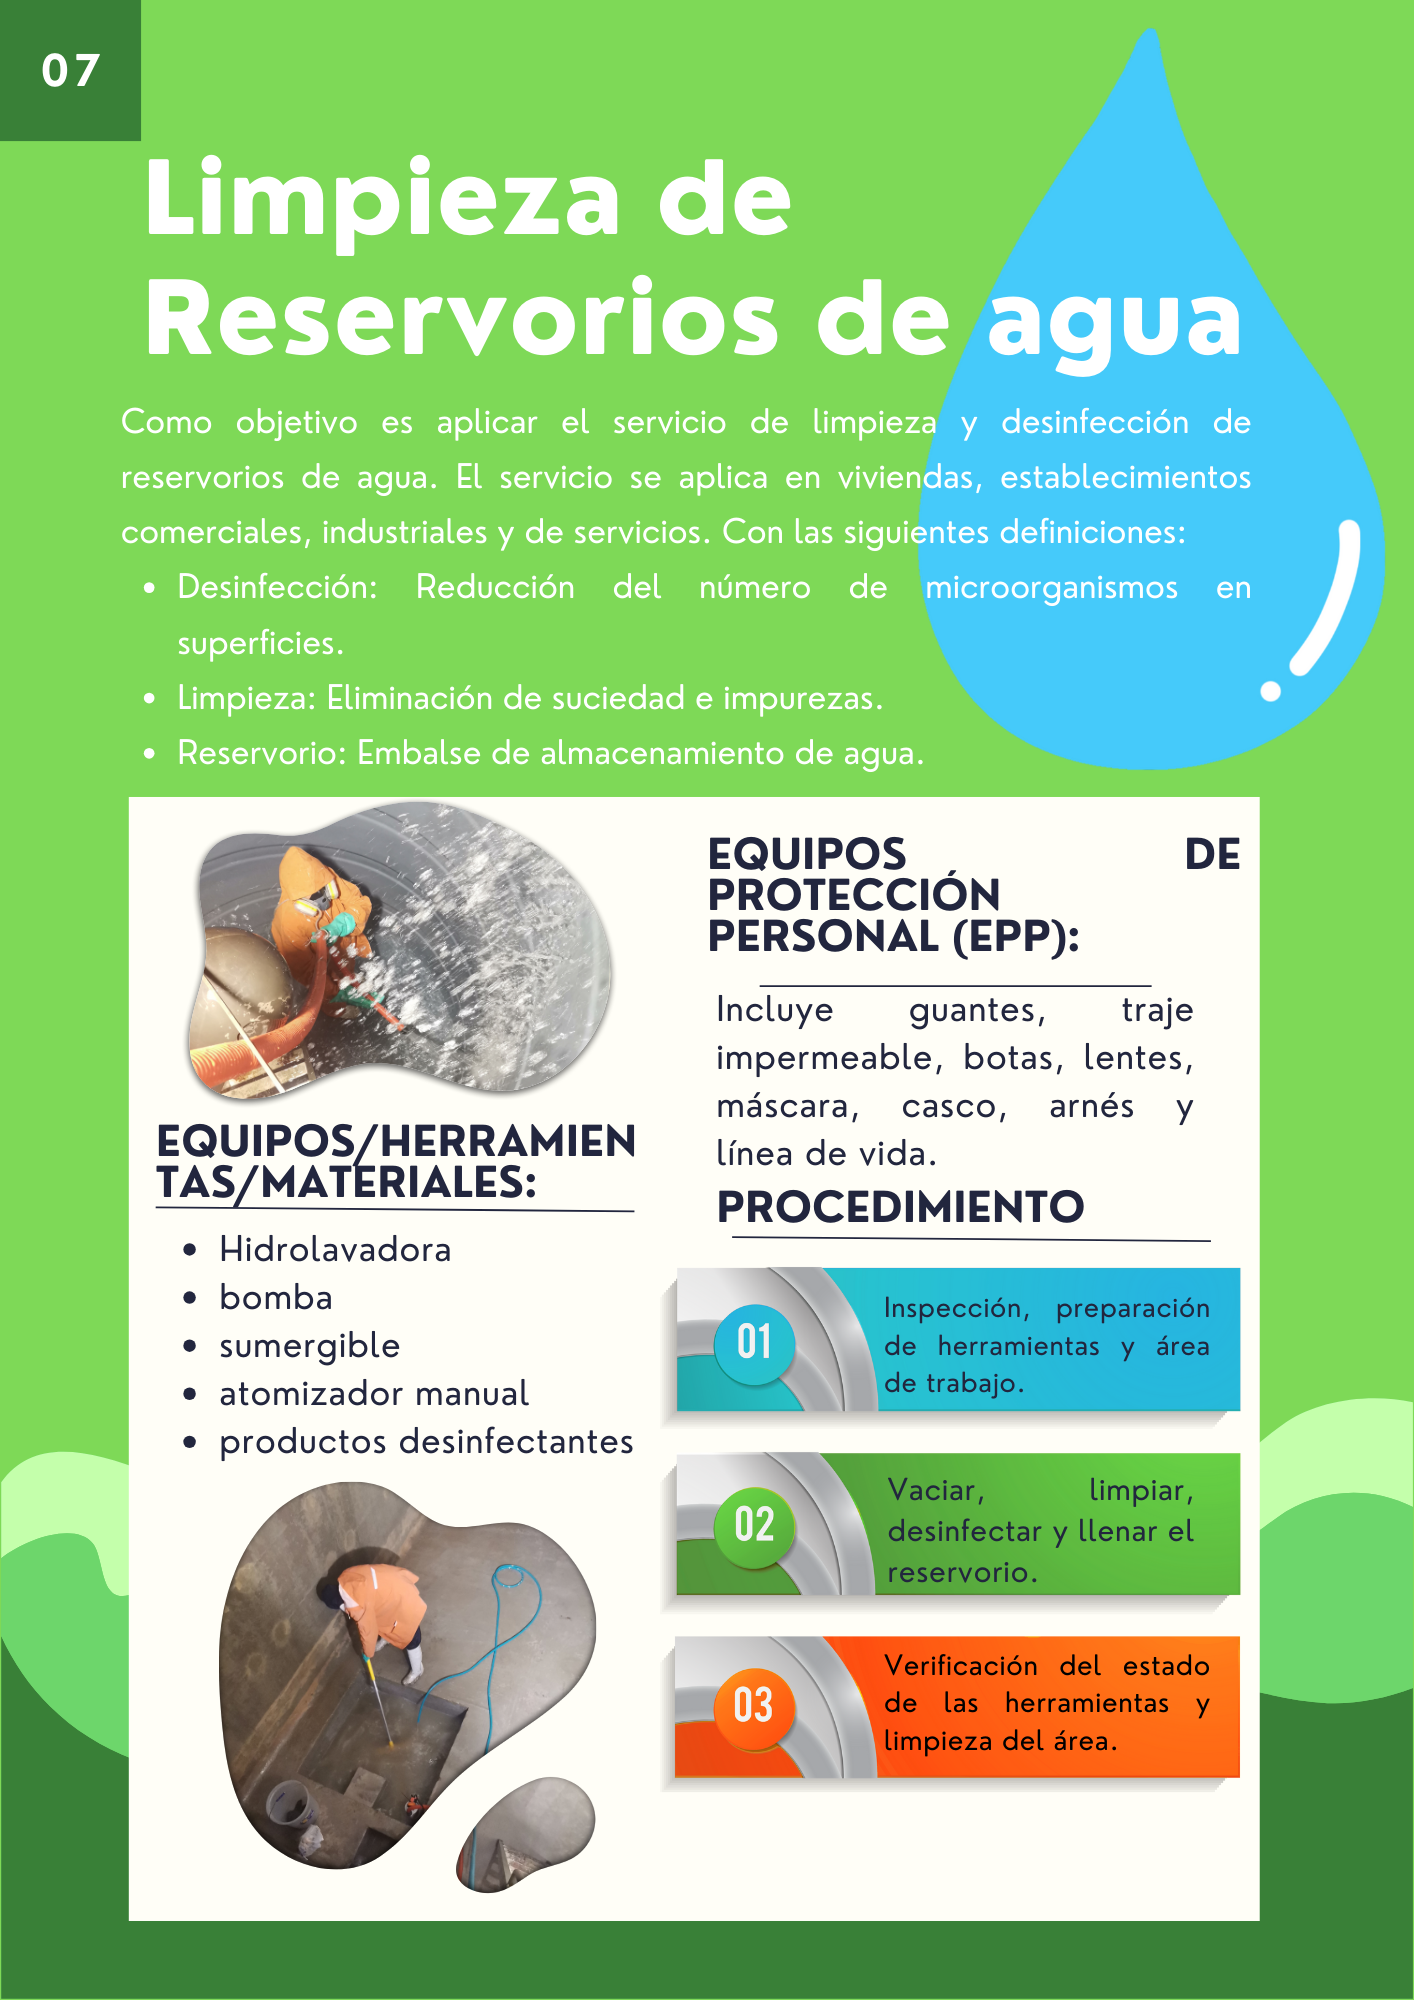 07
Limpieza de
Reservorios de agua
Como objetivo es aplicar el servicio de limpieza y desinfección de
reservorios de agua. El servicio se aplica en viviendas, establecimientos
comerciales, industriales y de servicios. Con las siguientes definiciones:
• Desinfección: Reducción del número de microorganismos en
superficies.
• Limpieza: Eliminación de suciedad e impurezas.
• Reservorio: Embalse de almacenamiento de agua.
EQUIPOS/HERRAMIEN
TAS/MATERIALES:
• Hidrolavadora
• bomba
• sumergible
• atomizador manual
• productos desinfectantes
EQUIPOS DE
PROTECCIÓN
PERSONAL (EPP):
Incluye guantes, traje
impermeable, botas, lentes,
máscara, casco, arnés y
línea de vida.
PROCEDIMIENTO
01
Inspección, preparación
de herramientas y área
de trabajo.
02
Vaciar, limpiar,
desinfectar y llenar el
reservorio.
03
Verificación del estado
de las herramientas y
limpieza del área.